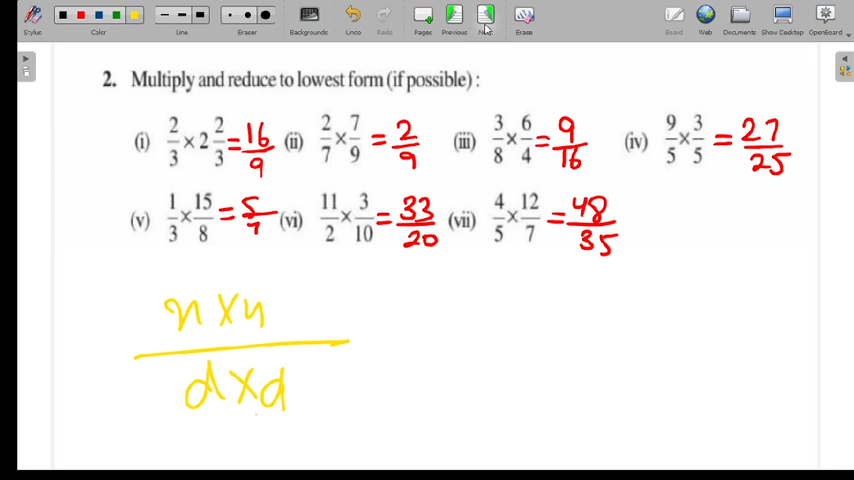 Stylus Color Line Eraser Backgrounds Undo Redo Pages Previous Next Erase Board Web Documents Show Desktop OpenBoard
2. Multiply and reduce to lowest form (if possible) :
(i) 2/3 × 2 2/3 = 16/9 (ii) 2/7 × 7/9 = 2/9 (iii) 3/8 × 6/4 = 9/16 (iv) 9/5 × 3/5 = 27/25
(v) 1/3 × 15/8 = 5/7 (vi) 11/2 × 3/10 = 33/20 (vii) 4/5 × 12/7 = 48/35
n × n
d × d